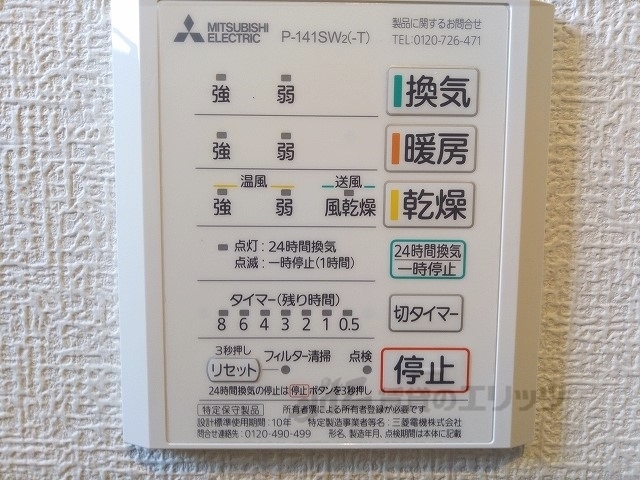 MITSUBISHI ELECTRIC P-141SW2(-T)
製品に関するお問合せ
TEL:0120-726-471
強 弱 換気
強 弱 暖房
温風 送風
強 弱 風乾燥 乾燥
点灯:24時間換気
点滅:一時停止(1時間)
24時間換気
一時停止
タイマー(残り時間)
8 6 4 3 2 1 0.5
切タイマー
3秒押し
リセット フィルター清掃 点検
停止
24時間換気の停止は停止ボタンを3秒押し
特定保守製品 所有者票による所有者登録が必要です
設計標準使用期間:10年 特定製造事業者等名:三菱電機株式会社
問合せ連絡先:0120-490-499 形名、製造年月、点検期間は本体に記載
のエリッツ